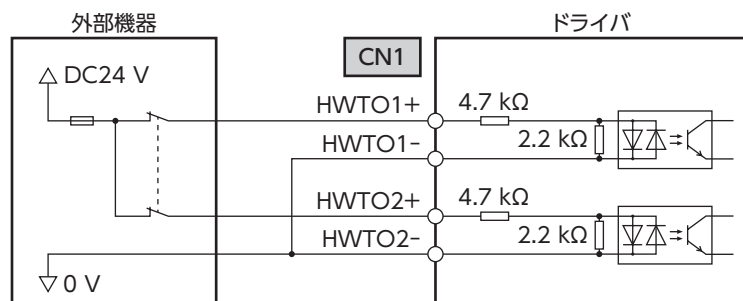 外部機器
ドライバ
CN1
DC24 V
HWTO1+
4.7 kΩ
HWTO1-
2.2 kΩ
HWTO2+
4.7 kΩ
HWTO2-
2.2 kΩ
0 V